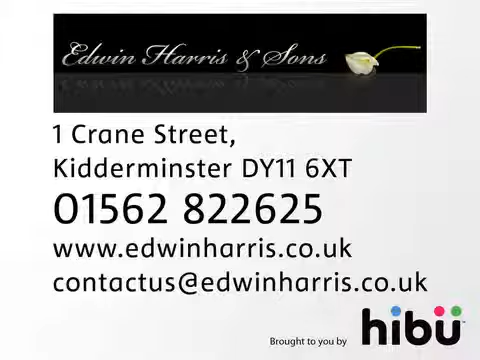 Edwin Harris & Sons
1 Crane Street,
Kidderminster DY11 6XT
01562 822625
www.edwinharris.co.uk
contactus@edwinharris.co.uk
Brought to you by hibü™